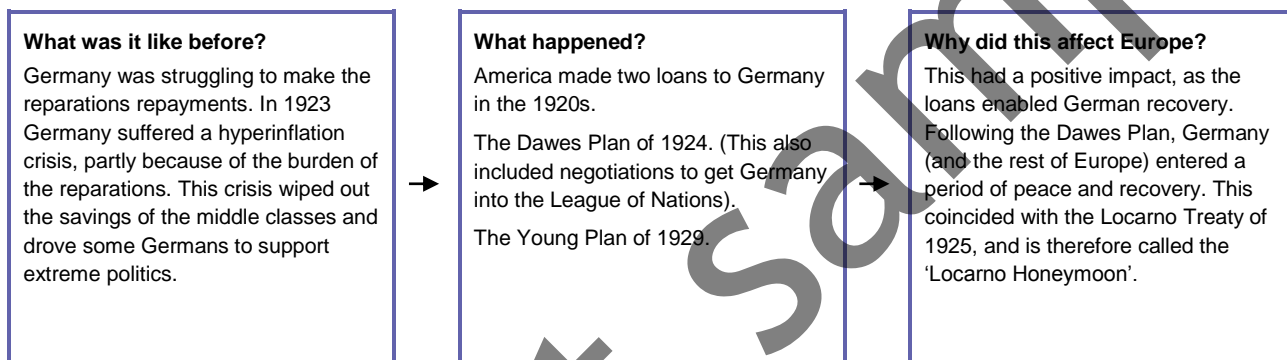 What was it like before?
Germany was struggling to make the
reparations repayments. In 1923
Germany suffered a hyperinflation
crisis, partly because of the burden of
the reparations. This crisis wiped out
the savings of the middle classes and
drove some Germans to support
extreme politics.
What happened?
America made two loans to Germany
in the 1920s.
The Dawes Plan of 1924. (This also
included negotiations to get Germany
into the League of Nations).
The Young Plan of 1929.
Why did this affect Europe?
This had a positive impact, as the
loans enabled German recovery.
Following the Dawes Plan, Germany
(and the rest of Europe) entered a
period of peace and recovery. This
coincided with the Locarno Treaty of
1925, and is therefore called the
‘Locarno Honeymoon’.